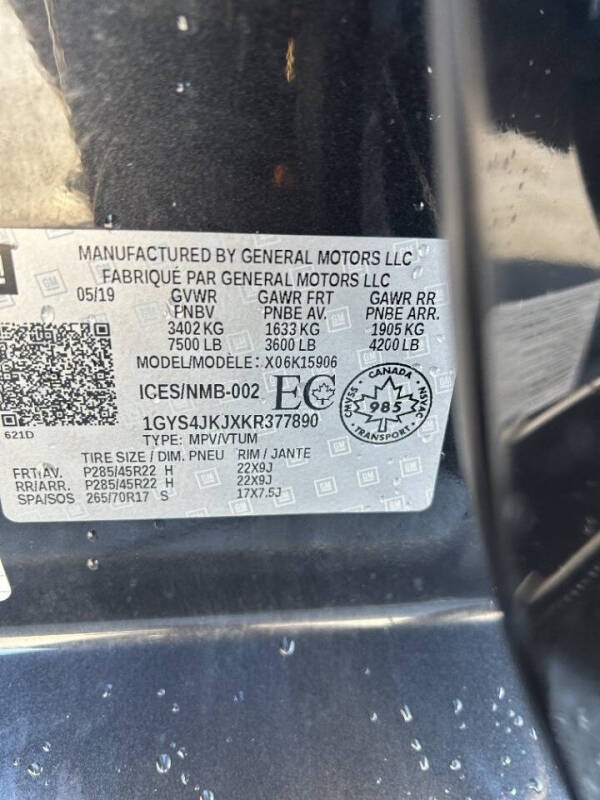 MANUFACTURED BY GENERAL MOTORS LLC
FABRIQUÉ PAR GENERAL MOTORS LLC
05/19 GVWR GAWR FRT GAWR RR
PNBV PNBE AV. PNBE ARR.
3402 KG 1633 KG 1905 KG
7500 LB 3600 LB 4200 LB
MODEL/MODÈLE: X06K15906
ICES/NMB-002 EC
CANADA
SVAC NSVAC
985
TRANSPORT
1GYS4JKJXKR377890
621D
TYPE: MPV/VTUM
TIRE SIZE / DIM. PNEU RIM / JANTE
FRT/AV. P285/45R22 H 22X9J
RR/ARR. P285/45R22 H 22X9J
SPA/SOS 265/70R17 S 17X7.5J